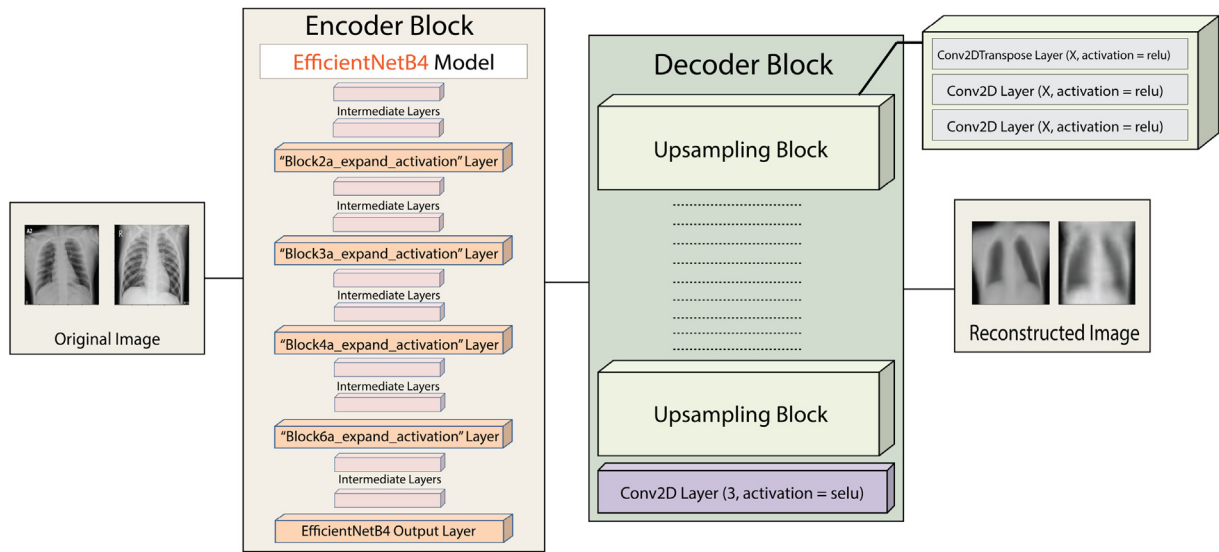 Original Image
Encoder Block
EfficientNetB4 Model
Intermediate Layers
“Block2a_expand_activation” Layer
Intermediate Layers
“Block3a_expand_activation” Layer
Intermediate Layers
“Block4a_expand_activation” Layer
Intermediate Layers
“Block6a_expand_activation” Layer
Intermediate Layers
EfficientNetB4 Output Layer
Decoder Block
Upsampling Block
Upsampling Block
Conv2D Layer (3, activation = selu)
Conv2DTranspose Layer (X, activation = relu)
Conv2D Layer (X, activation = relu)
Conv2D Layer (X, activation = relu)
Reconstructed Image